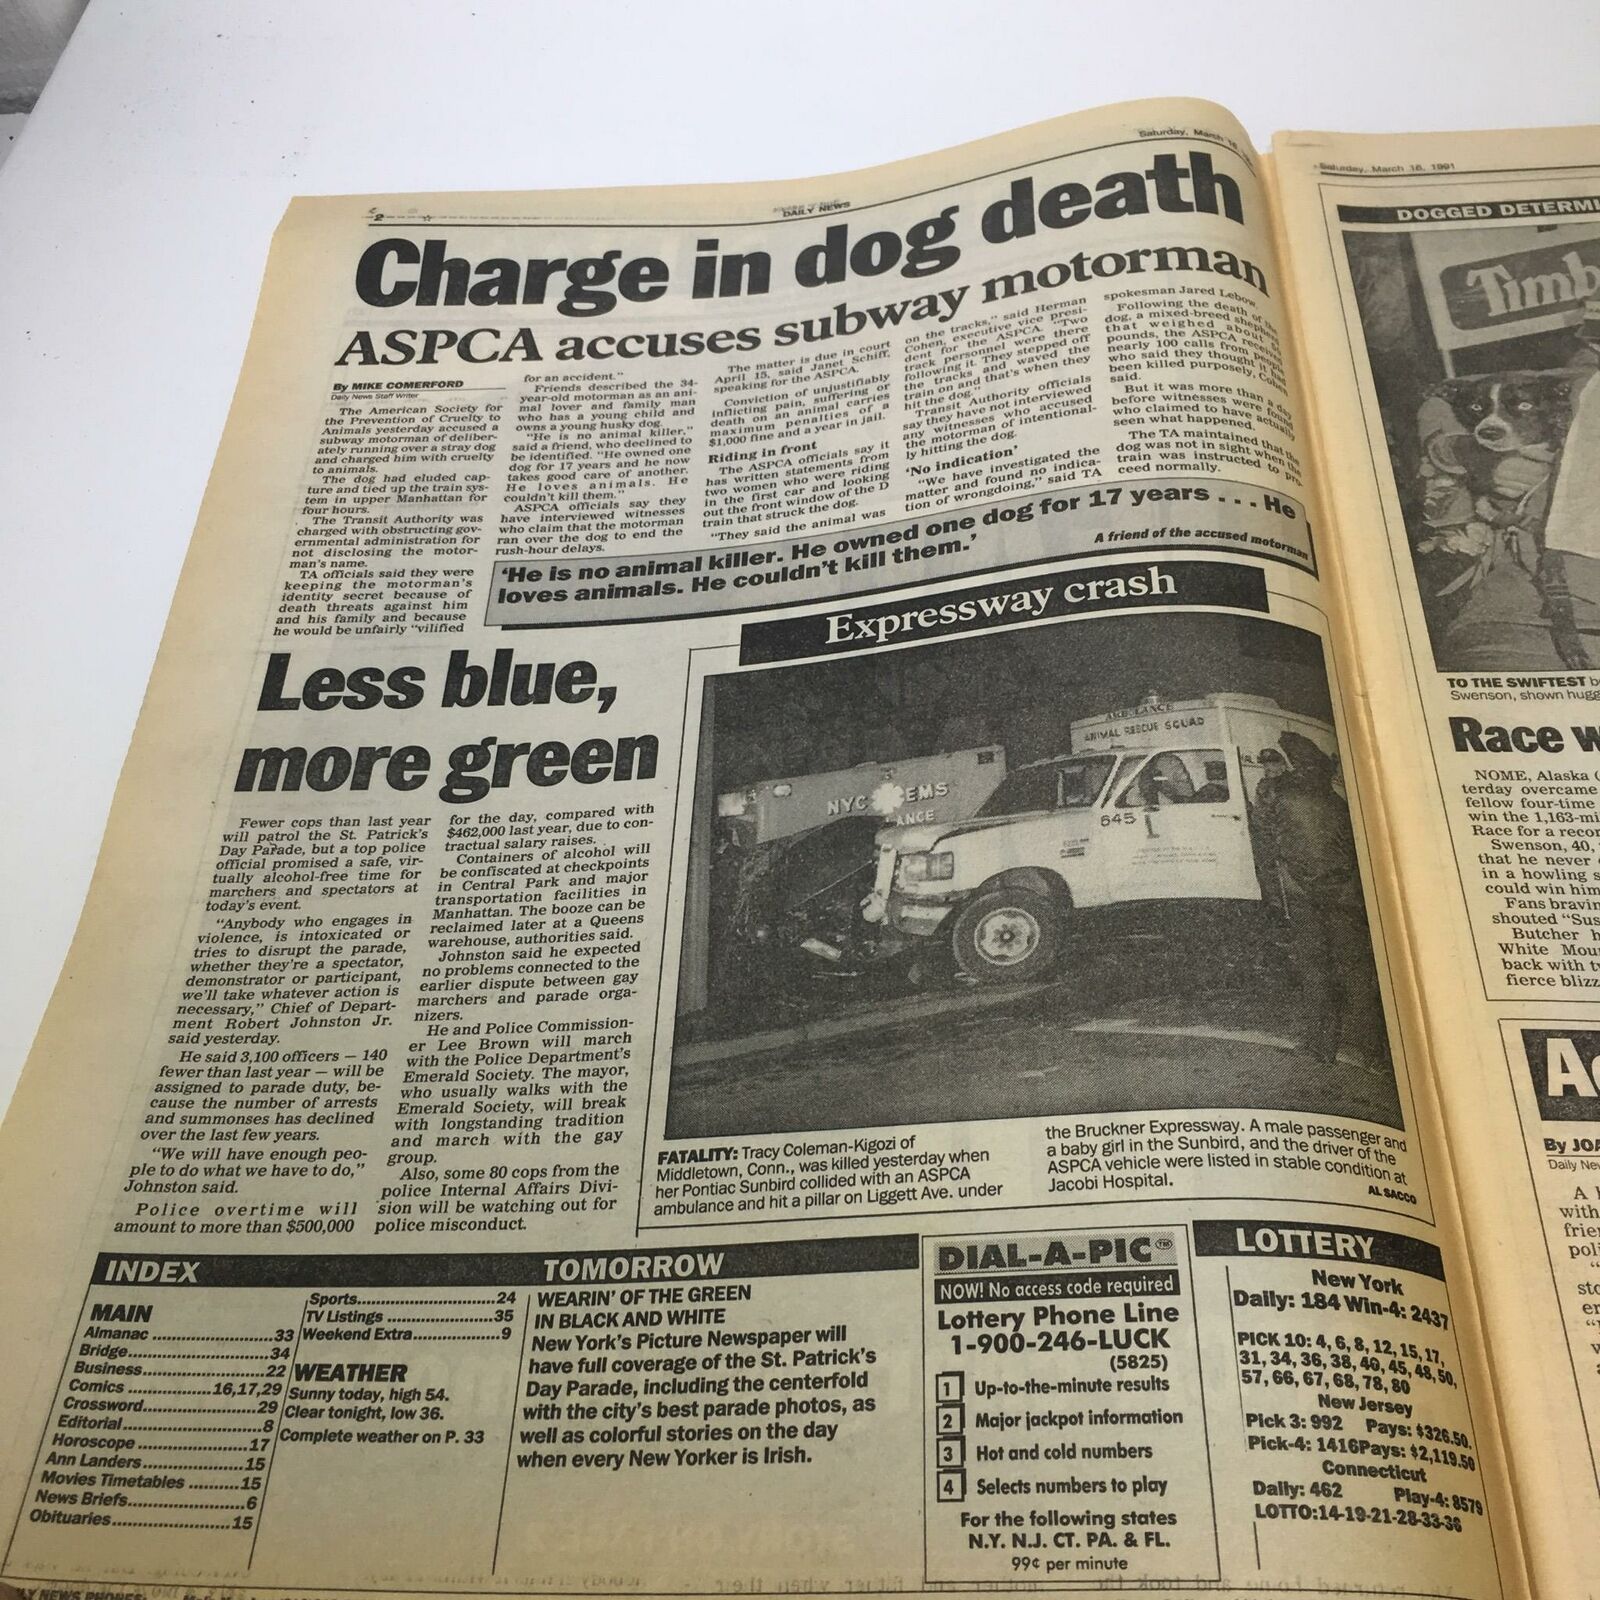 2
DAILY NEWS
Saturday, March 16,
Charge in dog death
ASPCA accuses subway motorman
By MIKE COMERFORD
Daily News Staff Writer
The American Society for
the Prevention of Cruelty to
Animals yesterday accused a
subway motorman of deliber-
ately running over a stray dog
and charged him with cruelty
to animals.
The dog had eluded cap-
ture and tied up the train sys-
tem in upper Manhattan for
four hours.
The Transit Authority was
charged with obstructing gov-
ernmental administration for
not disclosing the motor-
man's name.
TA officials said they were
keeping the motorman's
identity secret because of
death threats against him
and his family and because
he would be unfairly "vilified
for an accident."
Friends described the 34-
year-old motorman as an ani-
mal lover and family man
who has a young child and
owns a young husky dog.
"He is no animal killer,"
said a friend, who declined to
be identified. "He owned one
dog for 17 years and he now
takes good care of another.
He loves animals. He
couldn't kill them."
ASPCA officials say they
have interviewed witnesses
who claim that the motorman
ran over the dog to end the
rush-hour delays.
The matter is due in court
April 15, said Janet Schiff,
speaking for the ASPCA.
Conviction of unjustifiably
inflicting pain, suffering or
death on an animal carries
maximum penalties of a
$1,000 fine and a year in jail.
Riding in front
The ASPCA officials say it
has written statements from
two women who were riding
in the first car and looking
out the front window of the D
train that struck the dog.
"They said the animal was
on the tracks," said Herman
Cohen, executive vice presi-
dent for the ASPCA. "Two
track personnel were there
following it. They stepped off
the tracks and waved the
train on and that's when they
hit the dog."
Transit Authority officials
say they have not interviewed
any witnesses who accused
the motorman of intentional-
ly hitting the dog.
'No indication'
"We have investigated the
matter and found no indica-
tion of wrongdoing," said TA
spokesman Jared Lebow.
Following the death of the
dog, a mixed-breed shepherd
that weighed about
pounds, the ASPCA received
nearly 100 calls from people
who said they thought it had
been killed purposely, Cohen
said.
But it was more than a day
before witnesses were found
who claimed to have actually
seen what happened.
The TA maintained that the
dog was not in sight when the
train was instructed to pro-
ceed normally.
'He is no animal killer. He owned one dog for 17 years . . . He
loves animals. He couldn't kill them.'
A friend of the accused motorman
Less blue,
more green
Fewer cops than last year
will patrol the St. Patrick's
Day Parade, but a top police
official promised a safe, vir-
tually alcohol-free time for
marchers and spectators at
today's event.
"Anybody who engages in
violence, is intoxicated or
tries to disrupt the parade,
whether they're a spectator,
demonstrator or participant,
we'll take whatever action is
necessary," Chief of Depart-
ment Robert Johnston Jr.
said yesterday.
He said 3,100 officers — 140
fewer than last year — will be
assigned to parade duty, be-
cause the number of arrests
and summonses has declined
over the last few years.
"We will have enough peo-
ple to do what we have to do,"
Johnston said.
Police overtime will
amount to more than $500,000
for the day, compared with
$462,000 last year, due to con-
tractual salary raises.
Containers of alcohol will
be confiscated at checkpoints
in Central Park and major
transportation facilities in
Manhattan. The booze can be
reclaimed later at a Queens
warehouse, authorities said.
Johnston said he expected
no problems connected to the
earlier dispute between gay
marchers and parade orga-
nizers.
He and Police Commission-
er Lee Brown will march
with the Police Department's
Emerald Society. The mayor,
who usually walks with the
Emerald Society, will break
with longstanding tradition
and march with the gay
group.
Also, some 80 cops from the
police Internal Affairs Divi-
sion will be watching out for
police misconduct.
Expressway crash
AMBULANCE
ANIMAL RESCUE SQUAD
NYC EMS
ANCE
645
FATALITY: Tracy Coleman-Kigozi of
Middletown, Conn., was killed yesterday when
her Pontiac Sunbird collided with an ASPCA
ambulance and hit a pillar on Liggett Ave. under
the Bruckner Expressway. A male passenger and
a baby girl in the Sunbird, and the driver of the
ASPCA vehicle were listed in stable condition at
Jacobi Hospital.
AL SACCO
INDEX
MAIN
Almanac ....................33
Bridge.......................34
Business....................22
Comics .............16,17,29
Crossword..................29
Editorial......................8
Horoscope .................17
Ann Landers...............15
Movies Timetables ..........15
News Briefs...................6
Obituaries....................15
Sports.......................24
TV Listings .................35
Weekend Extra...............9
WEATHER
Sunny today, high 54.
Clear tonight, low 36.
Complete weather on P. 33
TOMORROW
WEARIN' OF THE GREEN
IN BLACK AND WHITE
New York's Picture Newspaper will
have full coverage of the St. Patrick's
Day Parade, including the centerfold
with the city's best parade photos, as
well as colorful stories on the day
when every New Yorker is Irish.
DIAL-A-PIC
NOW! No access code required
Lottery Phone Line
1-900-246-LUCK
(5825)
1 Up-to-the-minute results
2 Major jackpot information
3 Hot and cold numbers
4 Selects numbers to play
For the following states
N.Y. N.J. CT. PA. & FL.
99¢ per minute
LOTTERY
New York
Daily: 184 Win-4: 2437
PICK 10: 4, 6, 8, 12, 15, 17,
31, 34, 36, 38, 40, 45, 48, 50,
57, 66, 67, 68, 78, 80
New Jersey
Pick 3: 992 Pays: $326.50.
Pick-4: 1416Pays: $2,119.50
Connecticut
Daily: 462 Play-4: 8579
LOTTO:14-19-21-28-33-36
Saturday, March 16, 1991
DOGGED DETERMI
Timb
TO THE SWIFTEST b
Swenson, shown hugg
Race w
NOME, Alaska (
terday overcame
fellow four-time
win the 1,163-mi
Race for a recor
Swenson, 40,
that he never
in a howling s
could win him
Fans bravin
shouted "Sus
Butcher h
White Mou
back with tw
fierce blizz
By JOA
Daily Nev
A
with
frien
poli